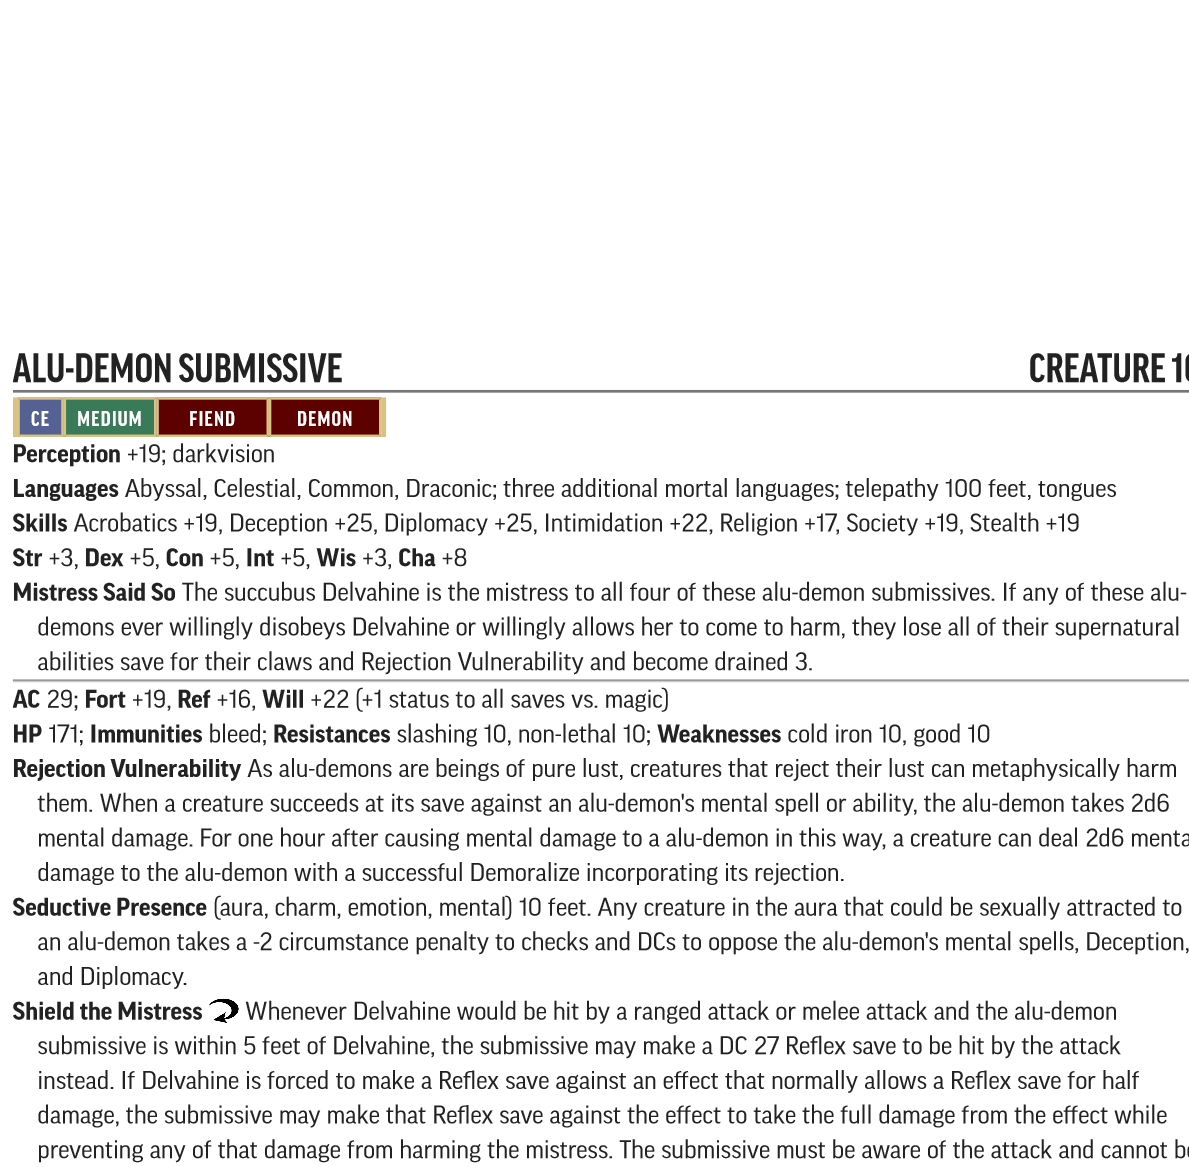 ALU-DEMON SUBMISSIVE CREATURE 10
CE MEDIUM FIEND DEMON
Perception +19; darkvision
Languages Abyssal, Celestial, Common, Draconic; three additional mortal languages; telepathy 100 feet, tongues
Skills Acrobatics +19, Deception +25, Diplomacy +25, Intimidation +22, Religion +17, Society +19, Stealth +19
Str +3, Dex +5, Con +5, Int +5, Wis +3, Cha +8
Mistress Said So The succubus Delvahine is the mistress to all four of these alu-demon submissives. If any of these alu-
demons ever willingly disobeys Delvahine or willingly allows her to come to harm, they lose all of their supernatural
abilities save for their claws and Rejection Vulnerability and become drained 3.
AC 29; Fort +19, Ref +16, Will +22 (+1 status to all saves vs. magic)
HP 171; Immunities bleed; Resistances slashing 10, non-lethal 10; Weaknesses cold iron 10, good 10
Rejection Vulnerability As alu-demons are beings of pure lust, creatures that reject their lust can metaphysically harm
them. When a creature succeeds at its save against an alu-demon's mental spell or ability, the alu-demon takes 2d6
mental damage. For one hour after causing mental damage to a alu-demon in this way, a creature can deal 2d6 menta
damage to the alu-demon with a successful Demoralize incorporating its rejection.
Seductive Presence (aura, charm, emotion, mental) 10 feet. Any creature in the aura that could be sexually attracted to
an alu-demon takes a -2 circumstance penalty to checks and DCs to oppose the alu-demon's mental spells, Deception,
and Diplomacy.
Shield the Mistress Whenever Delvahine would be hit by a ranged attack or melee attack and the alu-demon
submissive is within 5 feet of Delvahine, the submissive may make a DC 27 Reflex save to be hit by the attack
instead. If Delvahine is forced to make a Reflex save against an effect that normally allows a Reflex save for half
damage, the submissive may make that Reflex save against the effect to take the full damage from the effect while
preventing any of that damage from harming the mistress. The submissive must be aware of the attack and cannot be